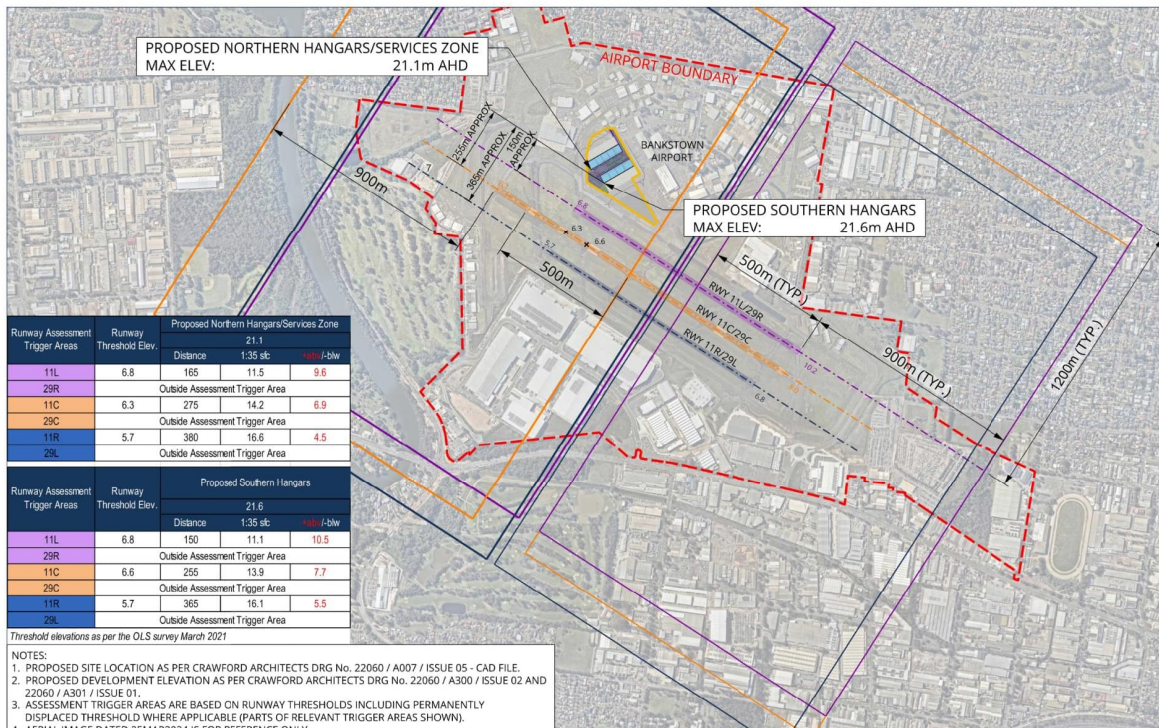 PROPOSED NORTHERN HANGARS/SERVICES ZONE
MAX ELEV: 21.1m AHD
AIRPORT BOUNDARY
255m APPROX
365m APPROX
150m
APPROX
900m
BANKSTOWN
AIRPORT
PROPOSED SOUTHERN HANGARS
MAX ELEV: 21.6m AHD
6.8
6.3
6.6
5.7
500m
500m (TYP.)
RWY 11L/29R
RWY 11C/29C
RWY 11R/29L
10.2
6.8
900m (TYP.)
1200m (TYP.)
Runway Assessment Trigger Areas Runway Threshold Elev. Proposed Northern Hangars/Services Zone
21.1
Distance 1:35 sfc +abv/-blw
11L 6.8 165 11.5 9.6
29R Outside Assessment Trigger Area
11C 6.3 275 14.2 6.9
29C Outside Assessment Trigger Area
11R 5.7 380 16.6 4.5
29L Outside Assessment Trigger Area
Runway Assessment Trigger Areas Runway Threshold Elev. Proposed Southern Hangars
21.6
Distance 1:35 sfc +abv/-blw
11L 6.8 150 11.1 10.5
29R Outside Assessment Trigger Area
11C 6.6 255 13.9 7.7
29C Outside Assessment Trigger Area
11R 5.7 365 16.1 5.5
29L Outside Assessment Trigger Area
Threshold elevations as per the OLS survey March 2021
NOTES:
1. PROPOSED SITE LOCATION AS PER CRAWFORD ARCHITECTS DRG No. 22060 / A007 / ISSUE 05 - CAD FILE.
2. PROPOSED DEVELOPMENT ELEVATION AS PER CRAWFORD ARCHITECTS DRG No. 22060 / A300 / ISSUE 02 AND
22060 / A301 / ISSUE 01.
3. ASSESSMENT TRIGGER AREAS ARE BASED ON RUNWAY THRESHOLDS INCLUDING PERMANENTLY
DISPLACED THRESHOLD WHERE APPLICABLE (PARTS OF RELEVANT TRIGGER AREAS SHOWN).